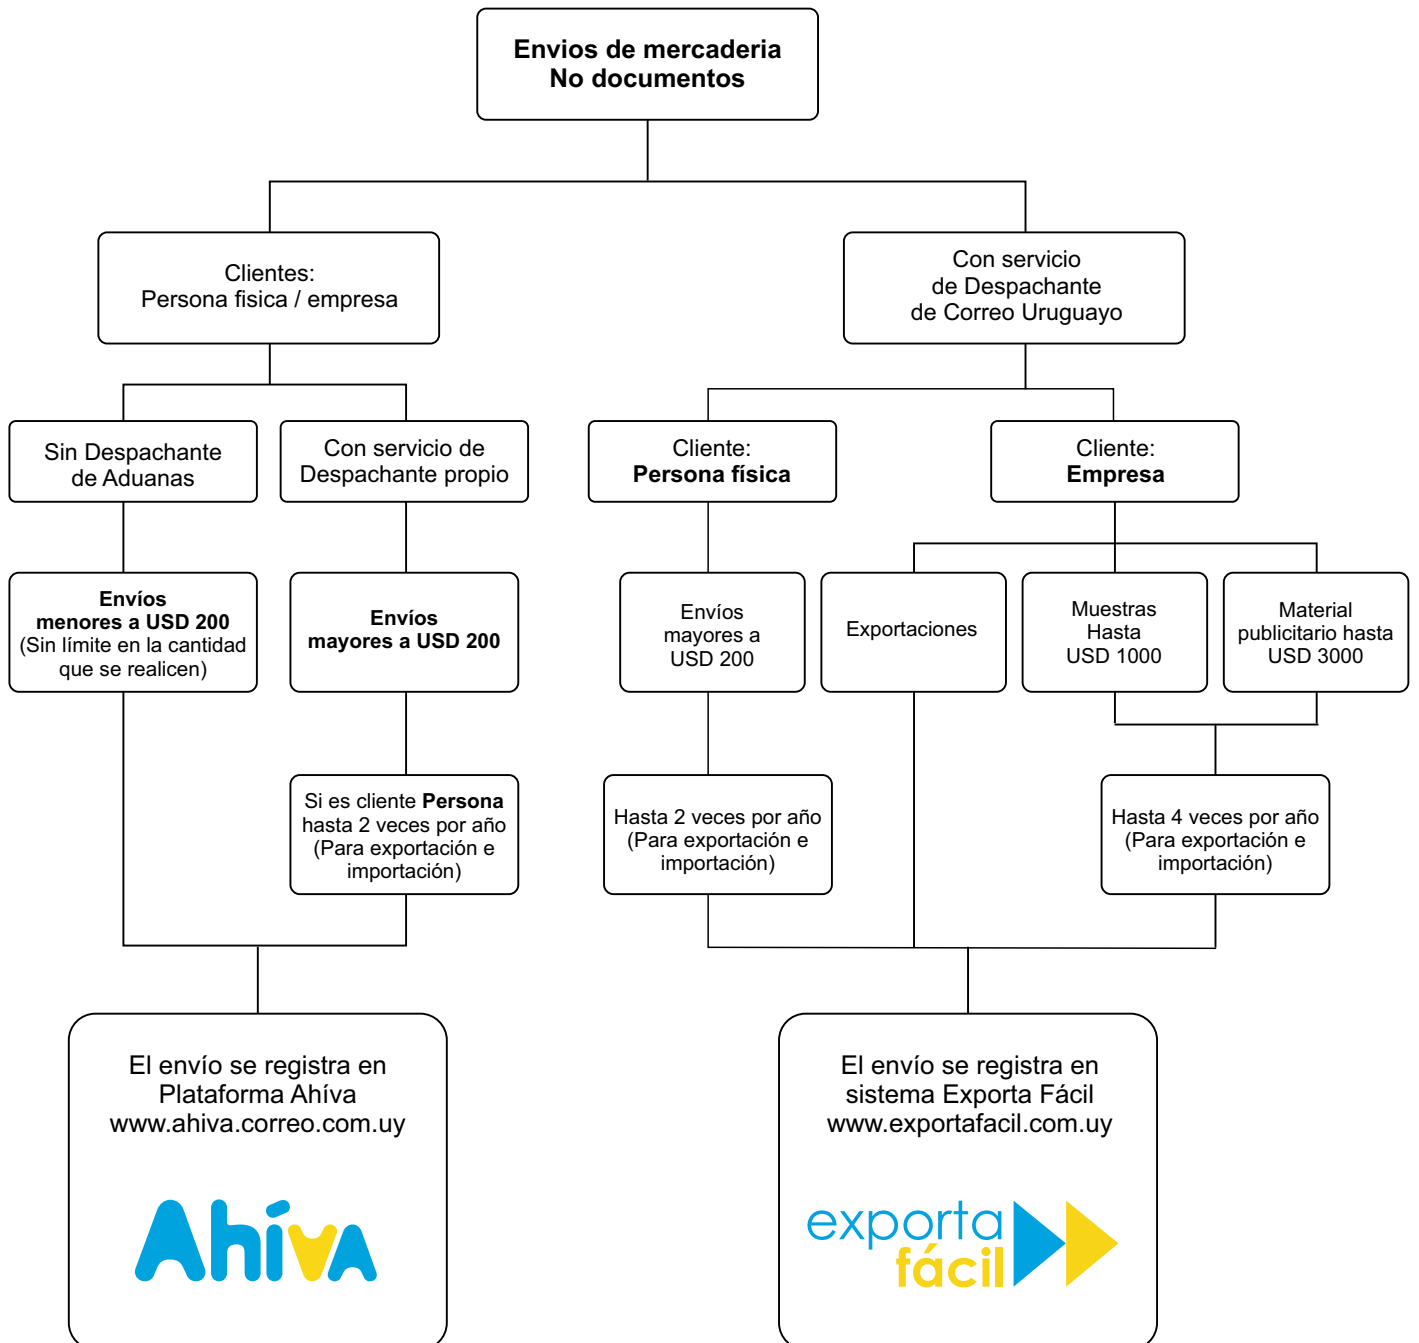 Envios de mercaderia
No documentos
Clientes:
Persona fisica / empresa
Con servicio
de Despachante
de Correo Uruguayo
Sin Despachante
de Aduanas
Con servicio de
Despachante propio
Cliente:
Persona física
Cliente:
Empresa
Envíos
menores a USD 200
(Sin límite en la cantidad
que se realicen)
Envíos
mayores a USD 200
Envíos
mayores a
USD 200
Exportaciones
Muestras
Hasta
USD 1000
Material
publicitario hasta
USD 3000
Si es cliente Persona
hasta 2 veces por año
(Para exportación e
importación)
Hasta 2 veces por año
(Para exportación e
importación)
Hasta 4 veces por año
(Para exportación e
importación)
El envío se registra en
Plataforma Ahíva
www.ahiva.correo.com.uy
Ahíva
El envío se registra en
sistema Exporta Fácil
www.exportafacil.com.uy
exporta
fácil